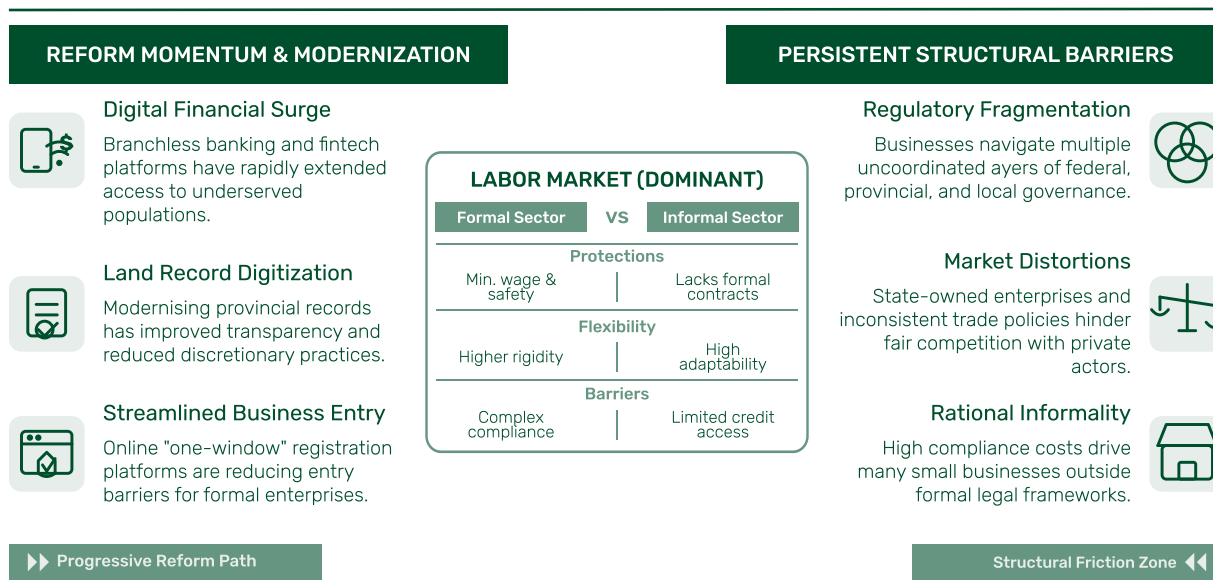 REFORM MOMENTUM & MODERNIZATION
Digital Financial Surge
Branchless banking and fintech
platforms have rapidly extended
access to underserved
populations.
Land Record Digitization
Modernising provincial records
has improved transparency and
reduced discretionary practices.
Streamlined Business Entry
Online "one-window" registration
platforms are reducing entry
barriers for formal enterprises.
Progressive Reform Path
LABOR MARKET (DOMINANT)
Formal Sector VS Informal Sector
Protections
Min. wage &
safety
Lacks formal
contracts
Flexibility
Higher rigidity
High
adaptability
Barriers
Complex
compliance
Limited credit
access
PERSISTENT STRUCTURAL BARRIERS
Regulatory Fragmentation
Businesses navigate multiple
uncoordinated ayers of federal,
provincial, and local governance.
Market Distortions
State-owned enterprises and
inconsistent trade policies hinder
fair competition with private
actors.
Rational Informality
High compliance costs drive
many small businesses outside
formal legal frameworks.
Structural Friction Zone